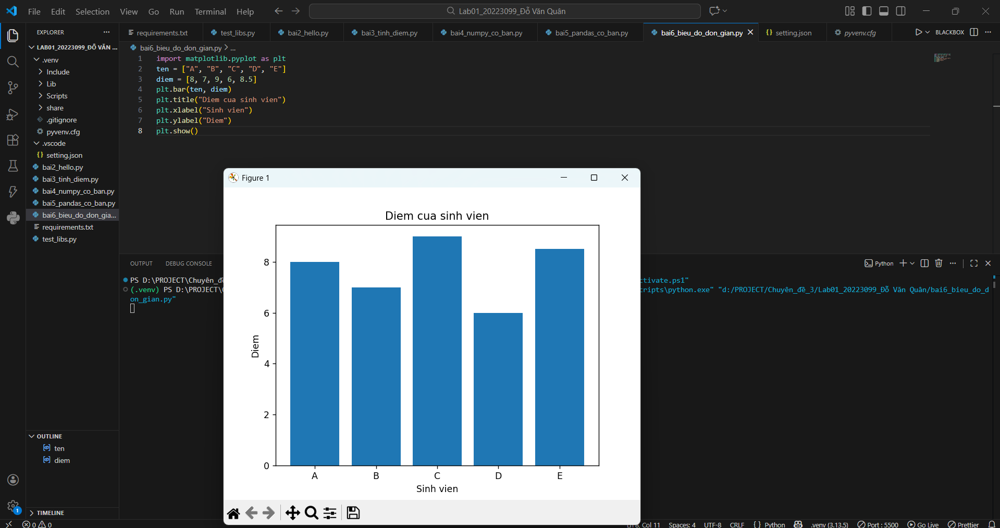 File Edit Selection View Go Run Terminal Help
Lab01_20223099_Đỗ Văn Quân
EXPLORER
LAB01_20223099_ĐỖ VĂN ...
.venv
Include
Lib
Scripts
share
.gitignore
pyvenv.cfg
.vscode
setting.json
bai2_hello.py
bai3_tinh_diem.py
bai4_numpy_co_ban.py
bai5_pandas_co_ban.py
bai6_bieu_do_don_gia...
requirements.txt
test_libs.py
OUTLINE
ten
diem
TIMELINE
requirements.txt test_libs.py bai2_hello.py bai3_tinh_diem.py bai4_numpy_co_ban.py bai5_pandas_co_ban.py bai6_bieu_do_don_gian.py setting.json pyvenv.cfg BLACKBOX
bai6_bieu_do_don_gian.py > ...
1 import matplotlib.pyplot as plt
2 ten = ["A", "B", "C", "D", "E"]
3 diem = [8, 7, 9, 6, 8.5]
4 plt.bar(ten, diem)
5 plt.title("Diem cua sinh vien")
6 plt.xlabel("Sinh vien")
7 plt.ylabel("Diem")
8 plt.show()
OUTPUT DEBUG CONSOLE
Python
PS D:\PROJECT\Chuyên_đề
ctivate.ps1"
(.venv) PS D:\PROJECT\
cripts\python.exe" "d:/PROJECT/Chuyên_đề_3/Lab01_20223099_Đỗ Văn Quân/bai6_bieu_do_d
on_gian.py"
Figure 1
Diem cua sinh vien
8
6
4
2
0
Diem
A B C D E
Sinh vien
1
0 0
Col 11 Spaces: 4 UTF-8 CRLF { } Python .venv (3.13.5) Port : 5500 Go Live Prettier